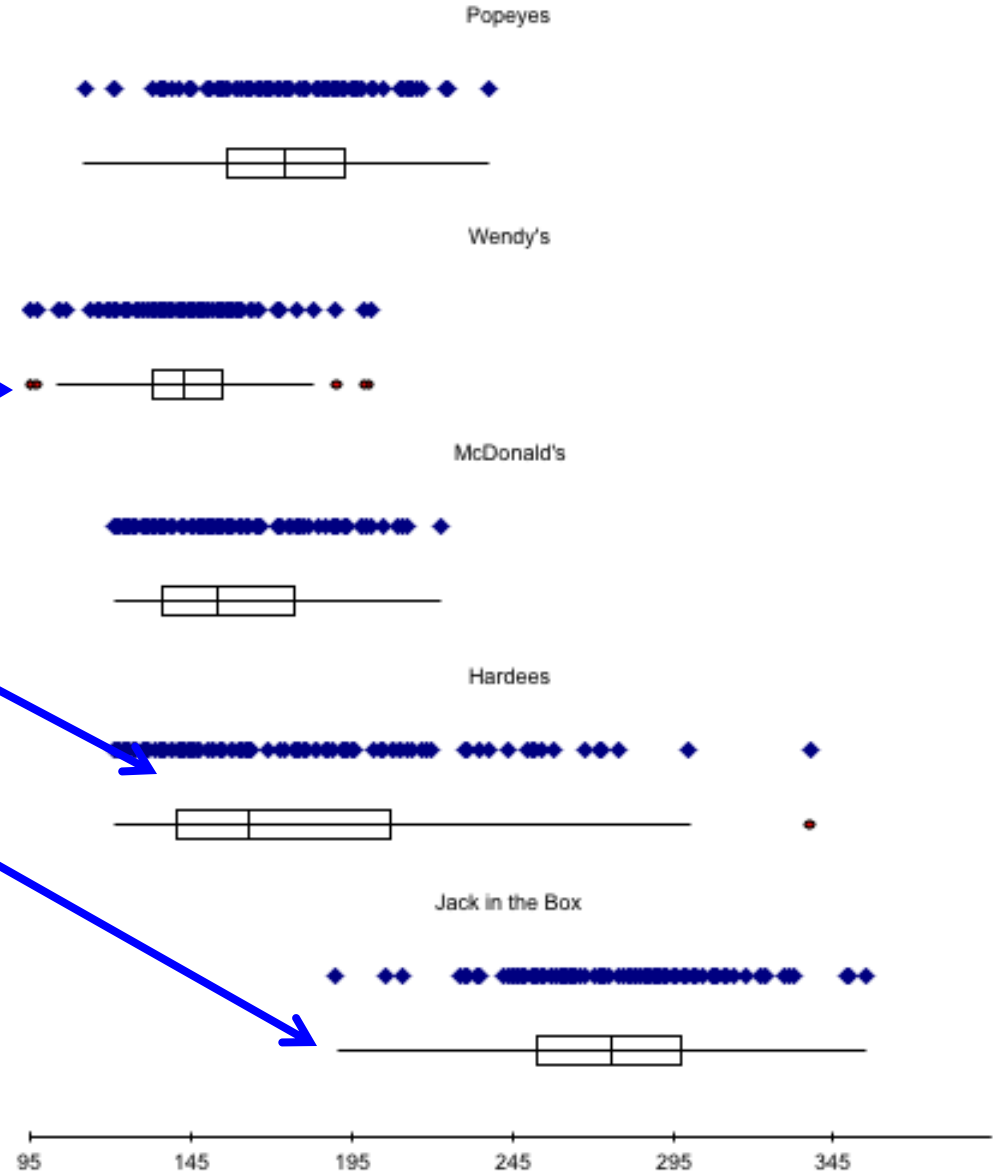 Popeyes
Wendy's
McDonald's
Hardees
Jack in the Box
95 145 195 245 295 345